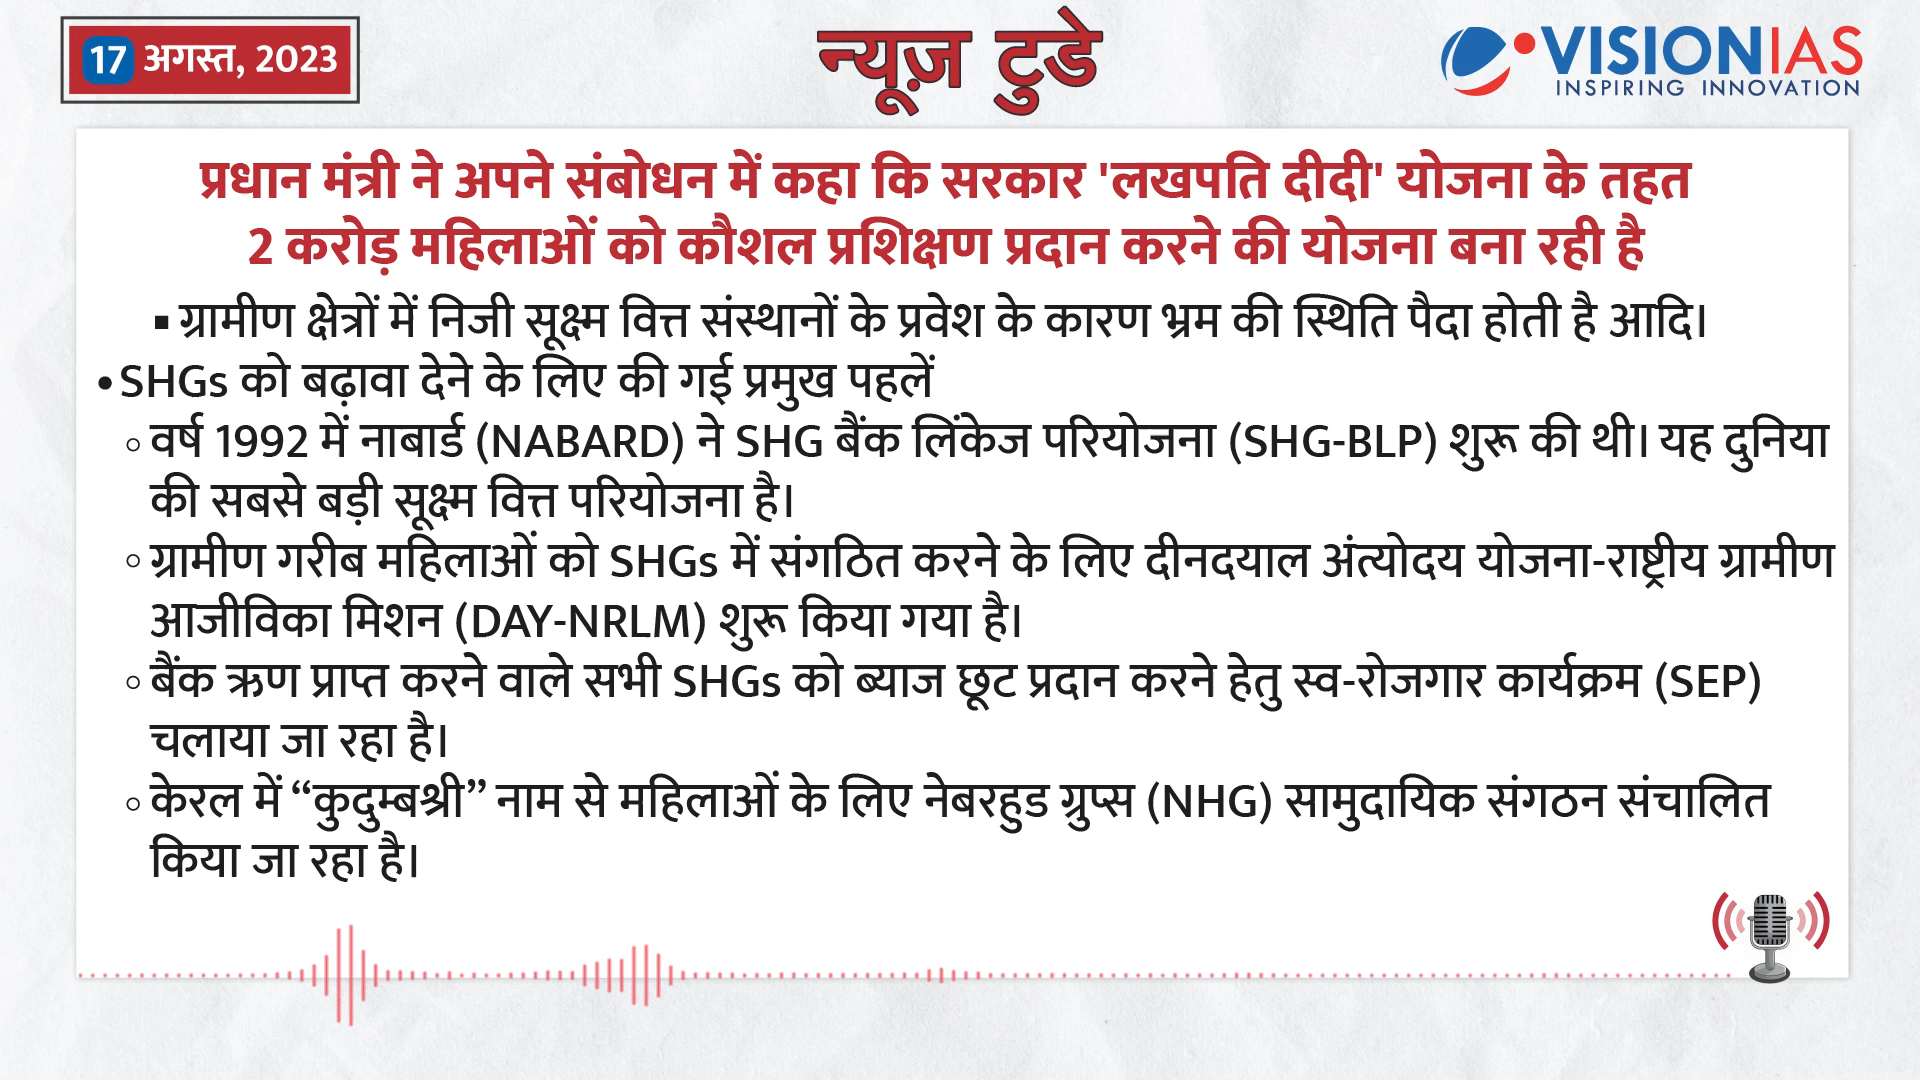 17 अगस्त, 2023
न्यूज़ टुडे
VISIONIAS
INSPIRING INNOVATION
प्रधान मंत्री ने अपने संबोधन में कहा कि सरकार 'लखपति दीदी' योजना के तहत
2 करोड़ महिलाओं को कौशल प्रशिक्षण प्रदान करने की योजना बना रही है
▪ ग्रामीण क्षेत्रों में निजी सूक्ष्म वित्त संस्थानों के प्रवेश के कारण भ्रम की स्थिति पैदा होती है आदि।
• SHGs को बढ़ावा देने के लिए की गई प्रमुख पहलें
◦ वर्ष 1992 में नाबार्ड (NABARD) ने SHG बैंक लिंकेज परियोजना (SHG-BLP) शुरू की थी। यह दुनिया
की सबसे बड़ी सूक्ष्म वित्त परियोजना है।
◦ ग्रामीण गरीब महिलाओं को SHGs में संगठित करने के लिए दीनदयाल अंत्योदय योजना-राष्ट्रीय ग्रामीण
आजीविका मिशन (DAY-NRLM) शुरू किया गया है।
◦ बैंक ऋण प्राप्त करने वाले सभी SHGs को ब्याज छूट प्रदान करने हेतु स्व-रोजगार कार्यक्रम (SEP)
चलाया जा रहा है।
◦ केरल में “कुदुम्बश्री” नाम से महिलाओं के लिए नेबरहुड ग्रुप्स (NHG) सामुदायिक संगठन संचालित
किया जा रहा है।